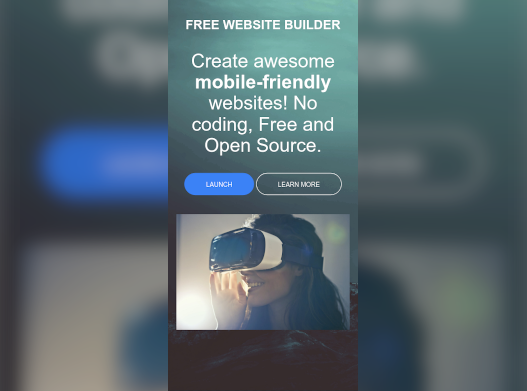 FREE WEBSITE BUILDER
Create awesome
mobile-friendly
websites! No
coding, Free and
Open Source.
LAUNCH
LEARN MORE